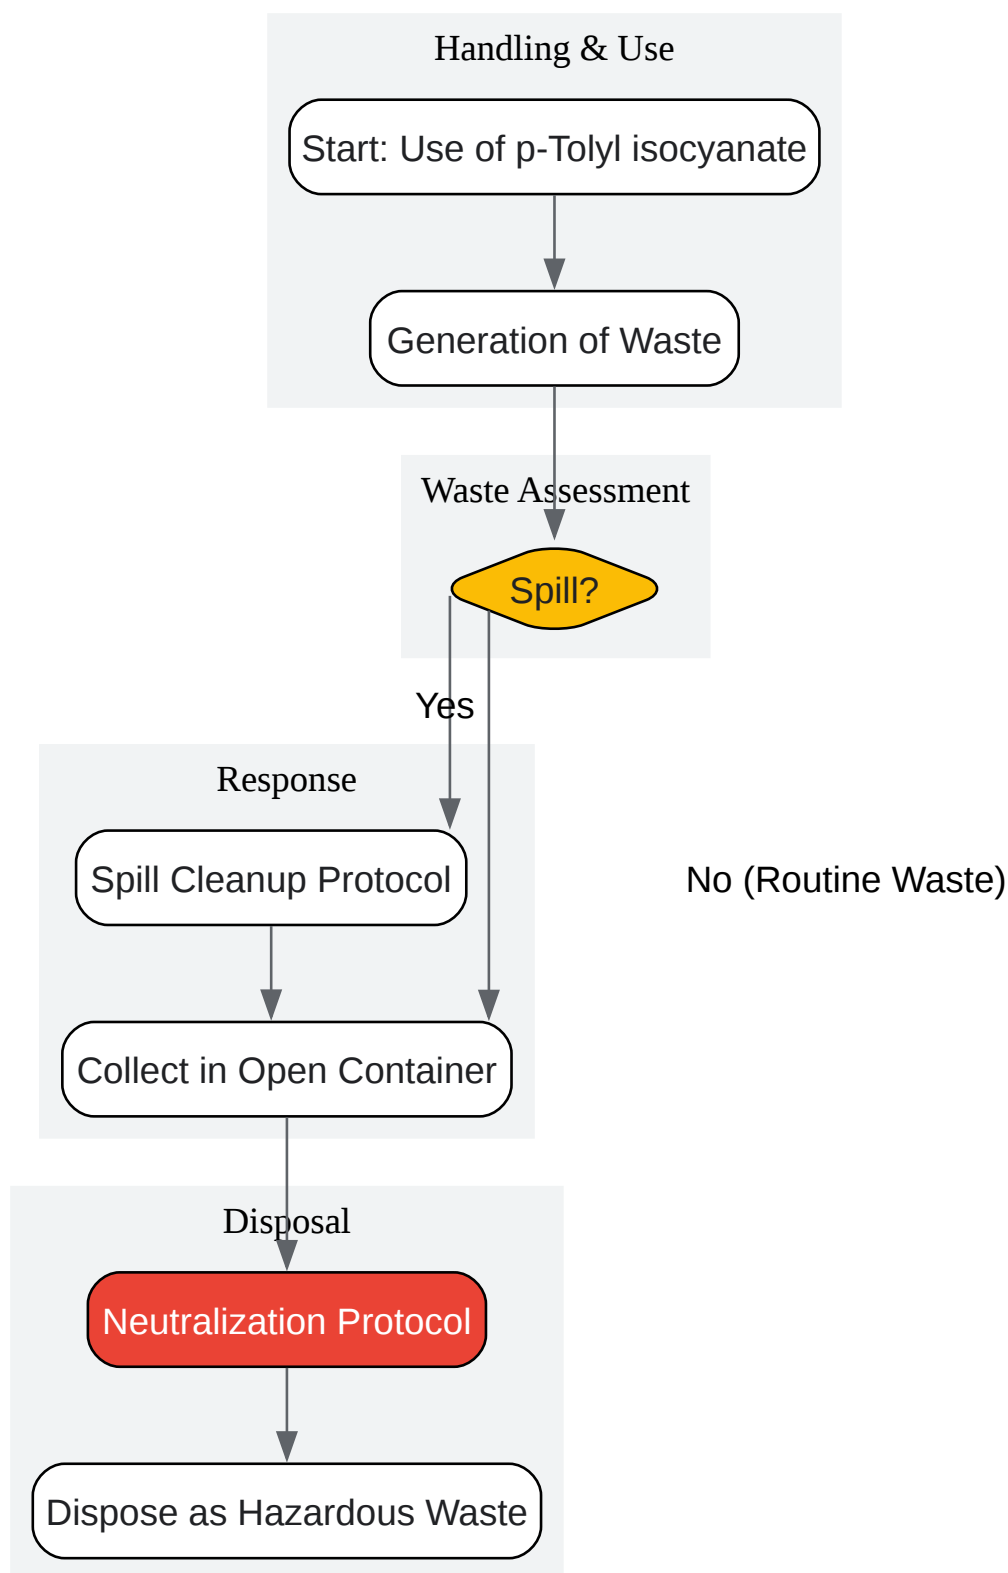 Handling & Use
Start: Use of p-Tolyl isocyanate
Generation of Waste
Waste Assessment
Spill?
Yes
Response
Spill Cleanup Protocol
No (Routine Waste)
Collect in Open Container
Disposal
Neutralization Protocol
Dispose as Hazardous Waste